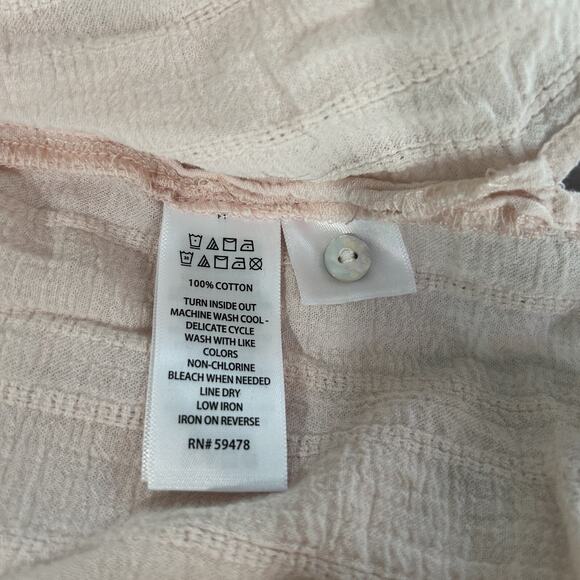 100% COTTON
TURN INSIDE OUT
MACHINE WASH COOL -
DELICATE CYCLE
WASH WITH LIKE
COLORS
NON-CHLORINE
BLEACH WHEN NEEDED
LINE DRY
LOW IRON
IRON ON REVERSE
RN# 59478